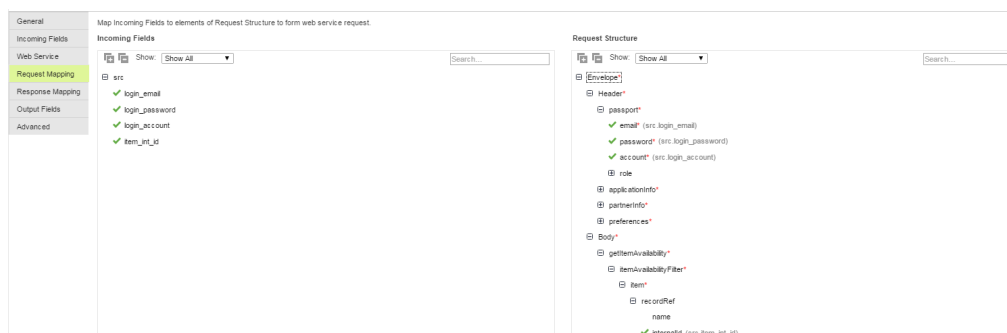 General
Incoming Fields
Web Service
Request Mapping
Response Mapping
Output Fields
Advanced
Map Incoming Fields to elements of Request Structure to form web service request.
Incoming Fields
Show: Show All
Search...
src
login_email
login_password
login_account
item_int_id
Request Structure
Show: Show All
Search...
Envelope*
Header*
passport*
email* (src.login_email)
password* (src.login_password)
account* (src.login_account)
role
applicationInfo*
partnerInfo*
preferences*
Body*
getItemAvailability*
itemAvailabilityFilter*
item*
recordRef
name
internalId (src.item_int_id)